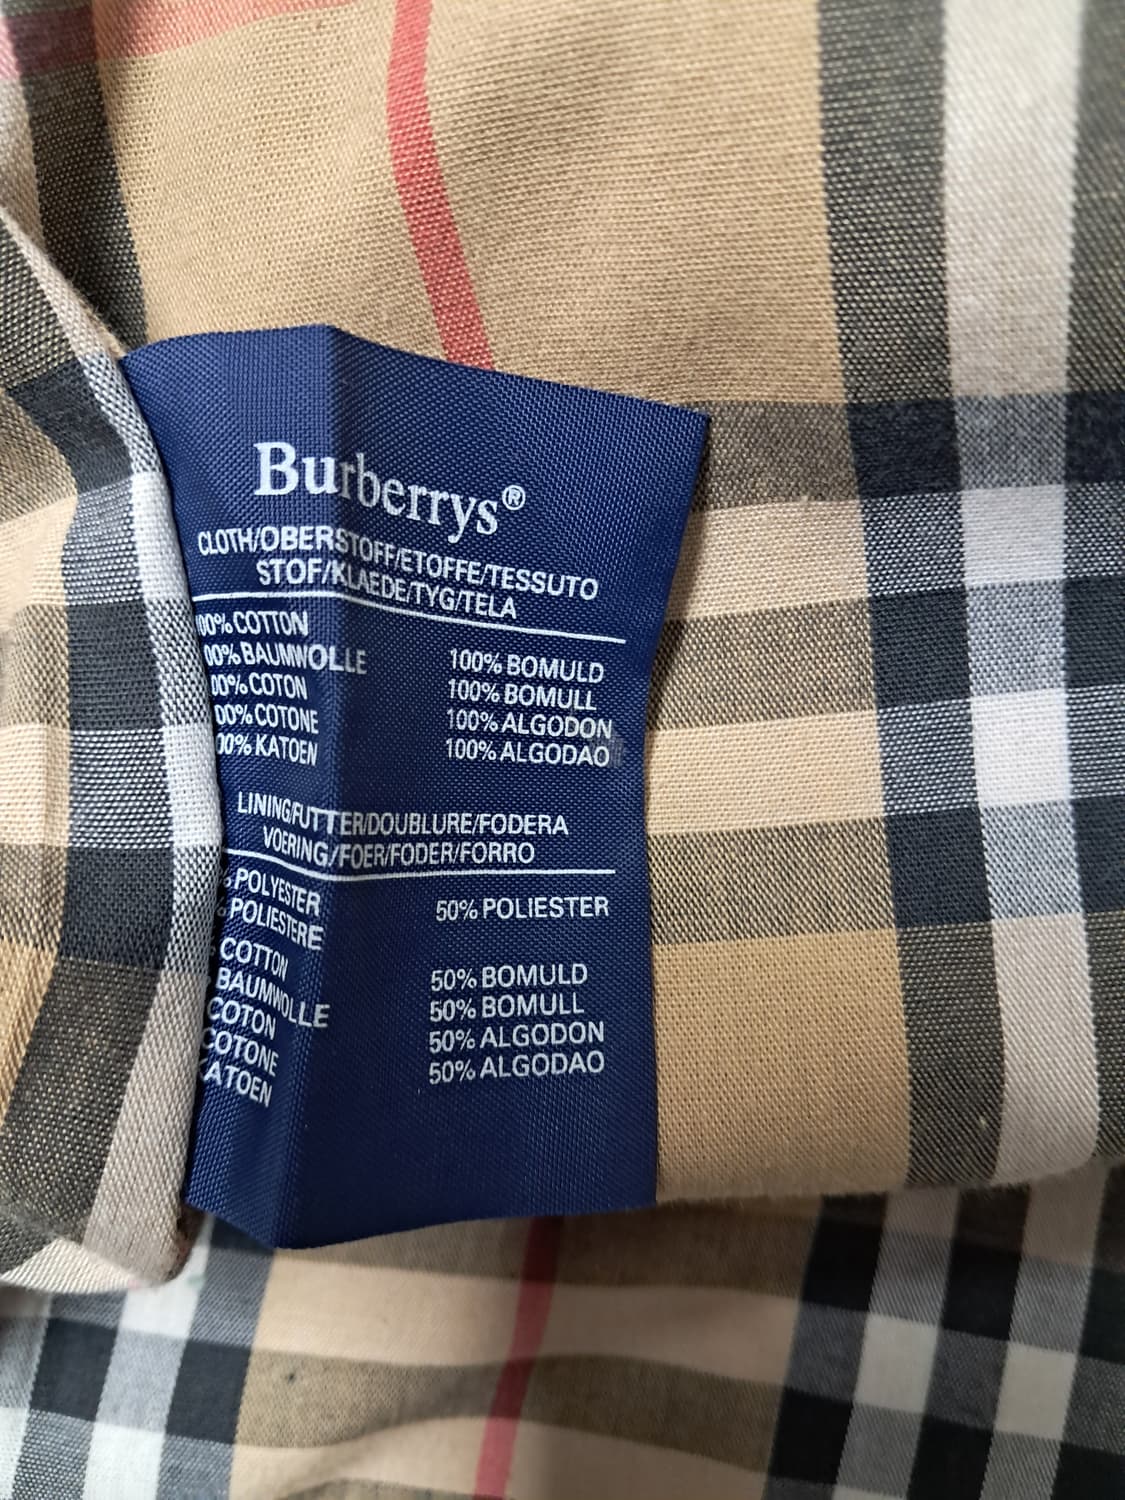 Burberrys®
CLOTH/OBERSTOFF/ETOFFE/TESSUTO
STOF/KLAEDE/TYG/TELA
00% COTTON
00% BAUMWOLLE
00% COTON
00% COTONE
00% KATOEN
100% BOMULD
100% BOMULL
100% ALGODON
100% ALGODAO
LINING/FUTTER/DOUBLURE/FODERA
VOERING/FOER/FODER/FORRO
% POLYESTER
% POLIESTERE
COTTON
BAUMWOLLE
COTON
COTONE
KATOEN
50% POLIESTER
50% BOMULD
50% BOMULL
50% ALGODON
50% ALGODAO